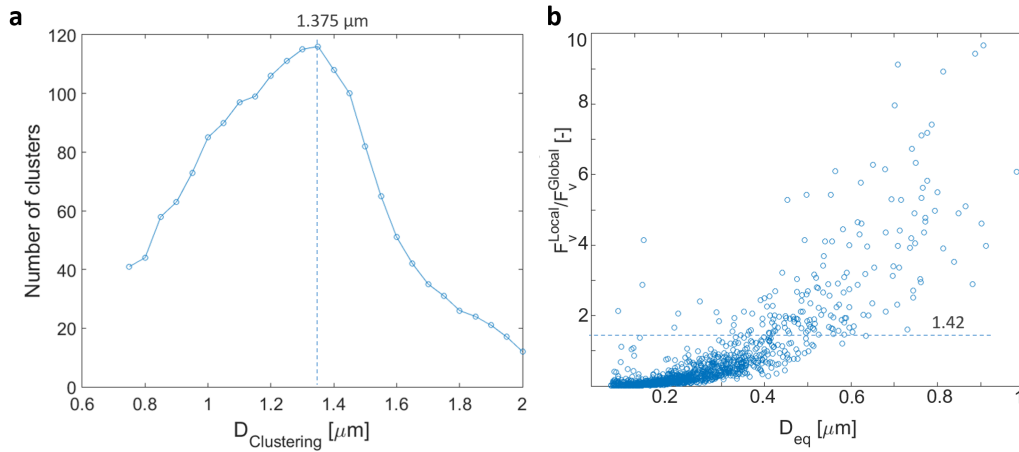 a
1.375 μm
120
100
80
60
40
20
0
Number of clusters
0.6 0.8 1 1.2 1.4 1.6 1.8 2
D_Clustering [μm]
b
10
8
6
4
2
F_v^Local/F_v^Global [-]
1.42
0.2 0.4 0.6 0.8 1
D_eq [μm]